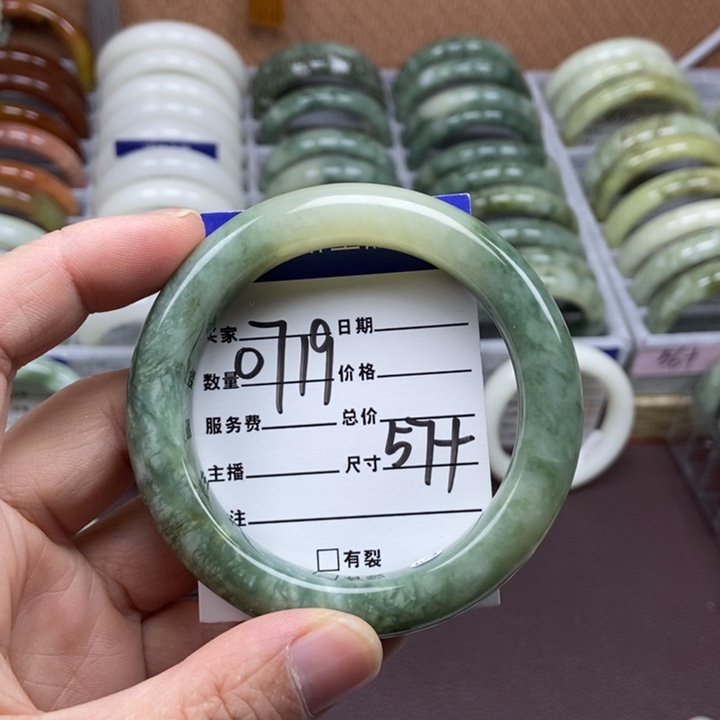 买家 日期
0719
数量 价格
服务费 总价
57+
主播 尺寸
注
□有裂